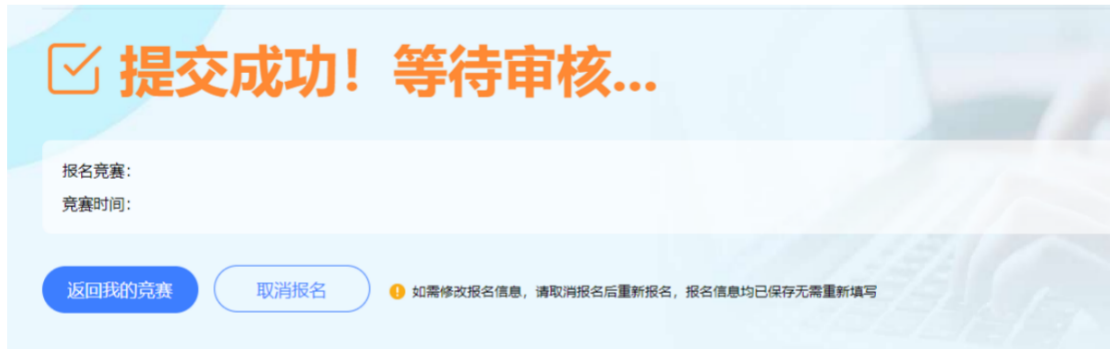 提交成功！等待审核...
报名竞赛：
竞赛时间：
返回我的竞赛
取消报名
如需修改报名信息，请取消报名后重新报名，报名信息均已保存无需重新填写